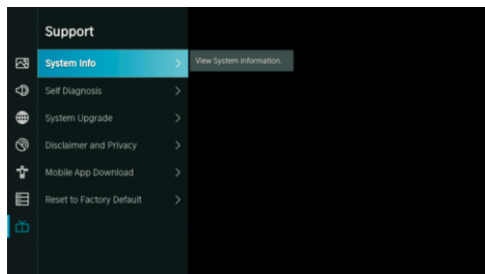 Support
System Info
View System information.
Self Diagnosis
System Upgrade
Disclaimer and Privacy
Mobile App Download
Reset to Factory Default